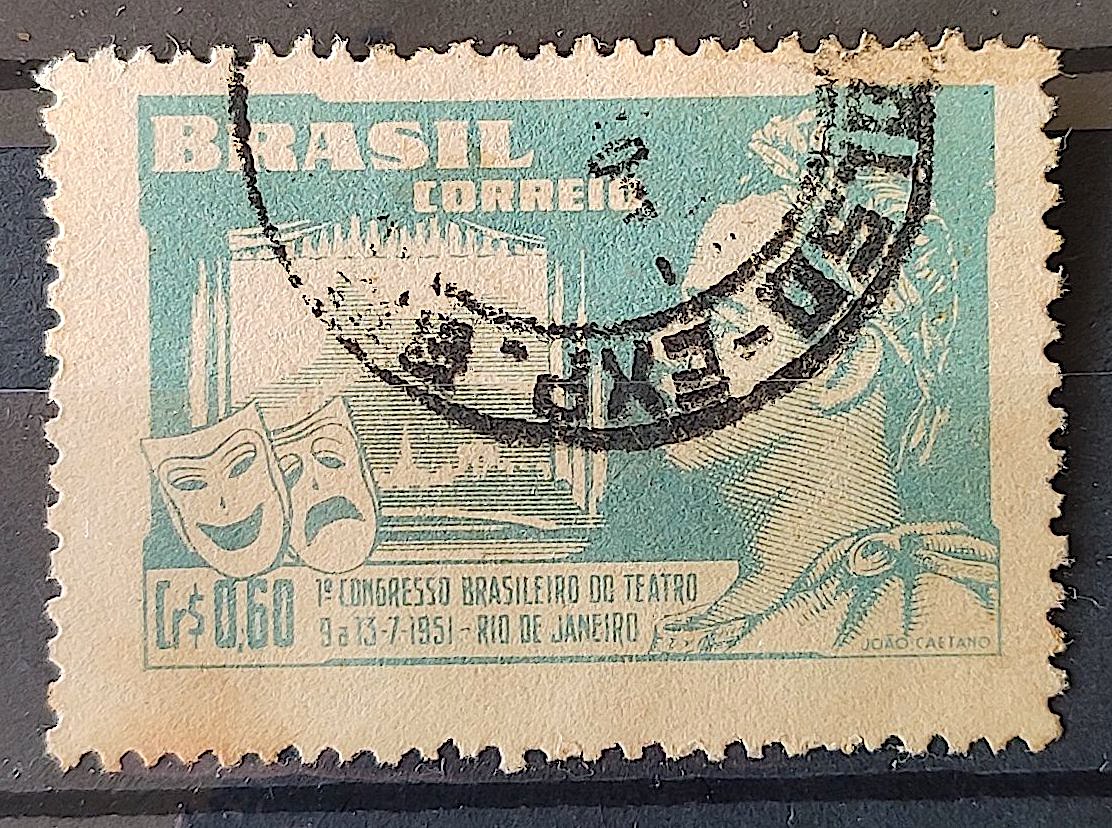 BRASIL
CORREIO
Cr$ 0,60
1º CONGRESSO BRASILEIRO DO TEATRO
9 a 13-7-1951 - RIO DE JANEIRO
JOÃO CAETANO